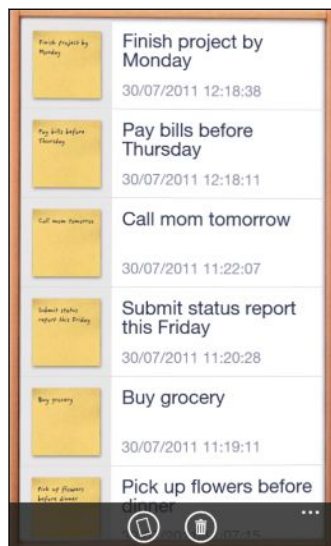 Finish project by
Monday
Finish project by
Monday
30/07/2011 12:18:38
Pay bills before
Thursday
Pay bills before
Thursday
30/07/2011 12:18:11
Call mom tomorrow
Call mom tomorrow
30/07/2011 11:22:07
Submit status
report this Friday
Submit status report
this Friday
30/07/2011 11:20:28
Buy grocery
Buy grocery
30/07/2011 11:19:11
Pick up flowers
before dinner
Pick up flowers before
dinner